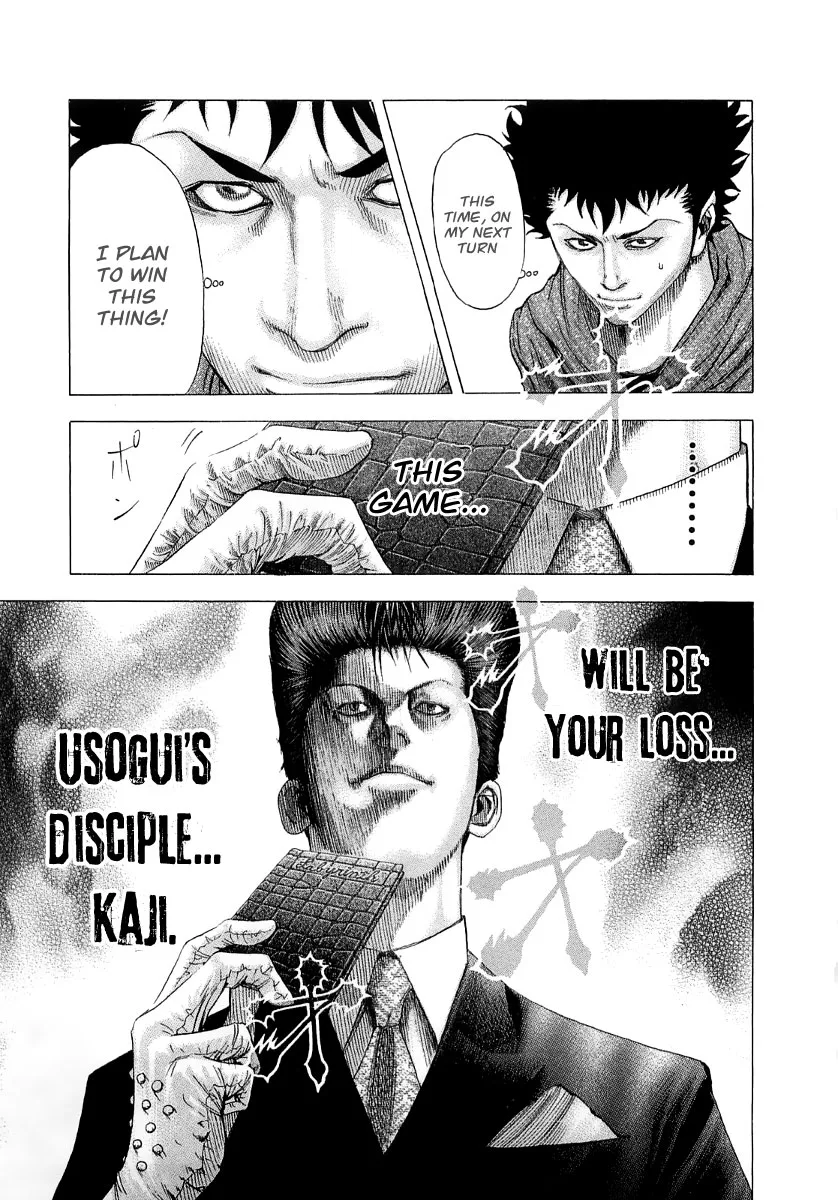 THIS
TIME, ON
MY NEXT
TURN
I PLAN
TO WIN
THIS
THING!
THIS
GAME...
ポン
WILL BE
YOUR LOSS...
USOGUI'S
DISCIPLE...
KAJI.